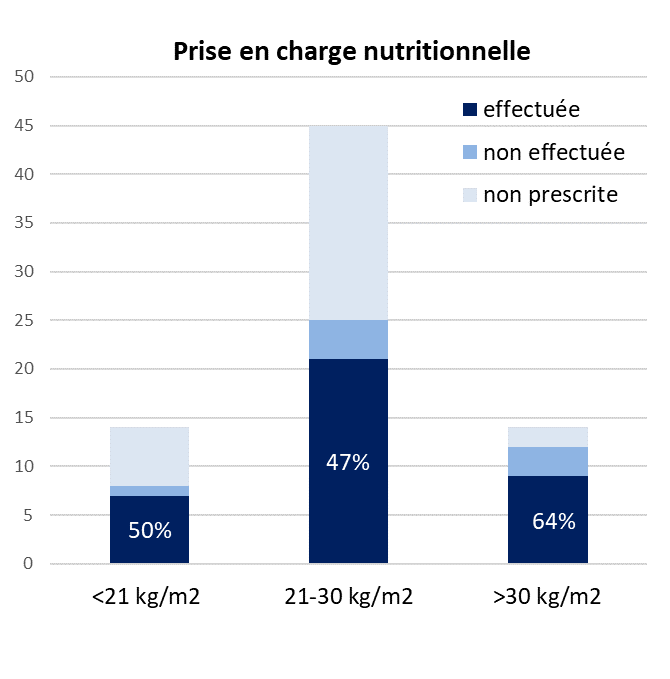 Prise en charge nutritionnelle
50
45
40
35
30
25
20
15
10
5
0
effectuée
non effectuée
non prescrite
50%
47%
64%
<21 kg/m2
21-30 kg/m2
>30 kg/m2